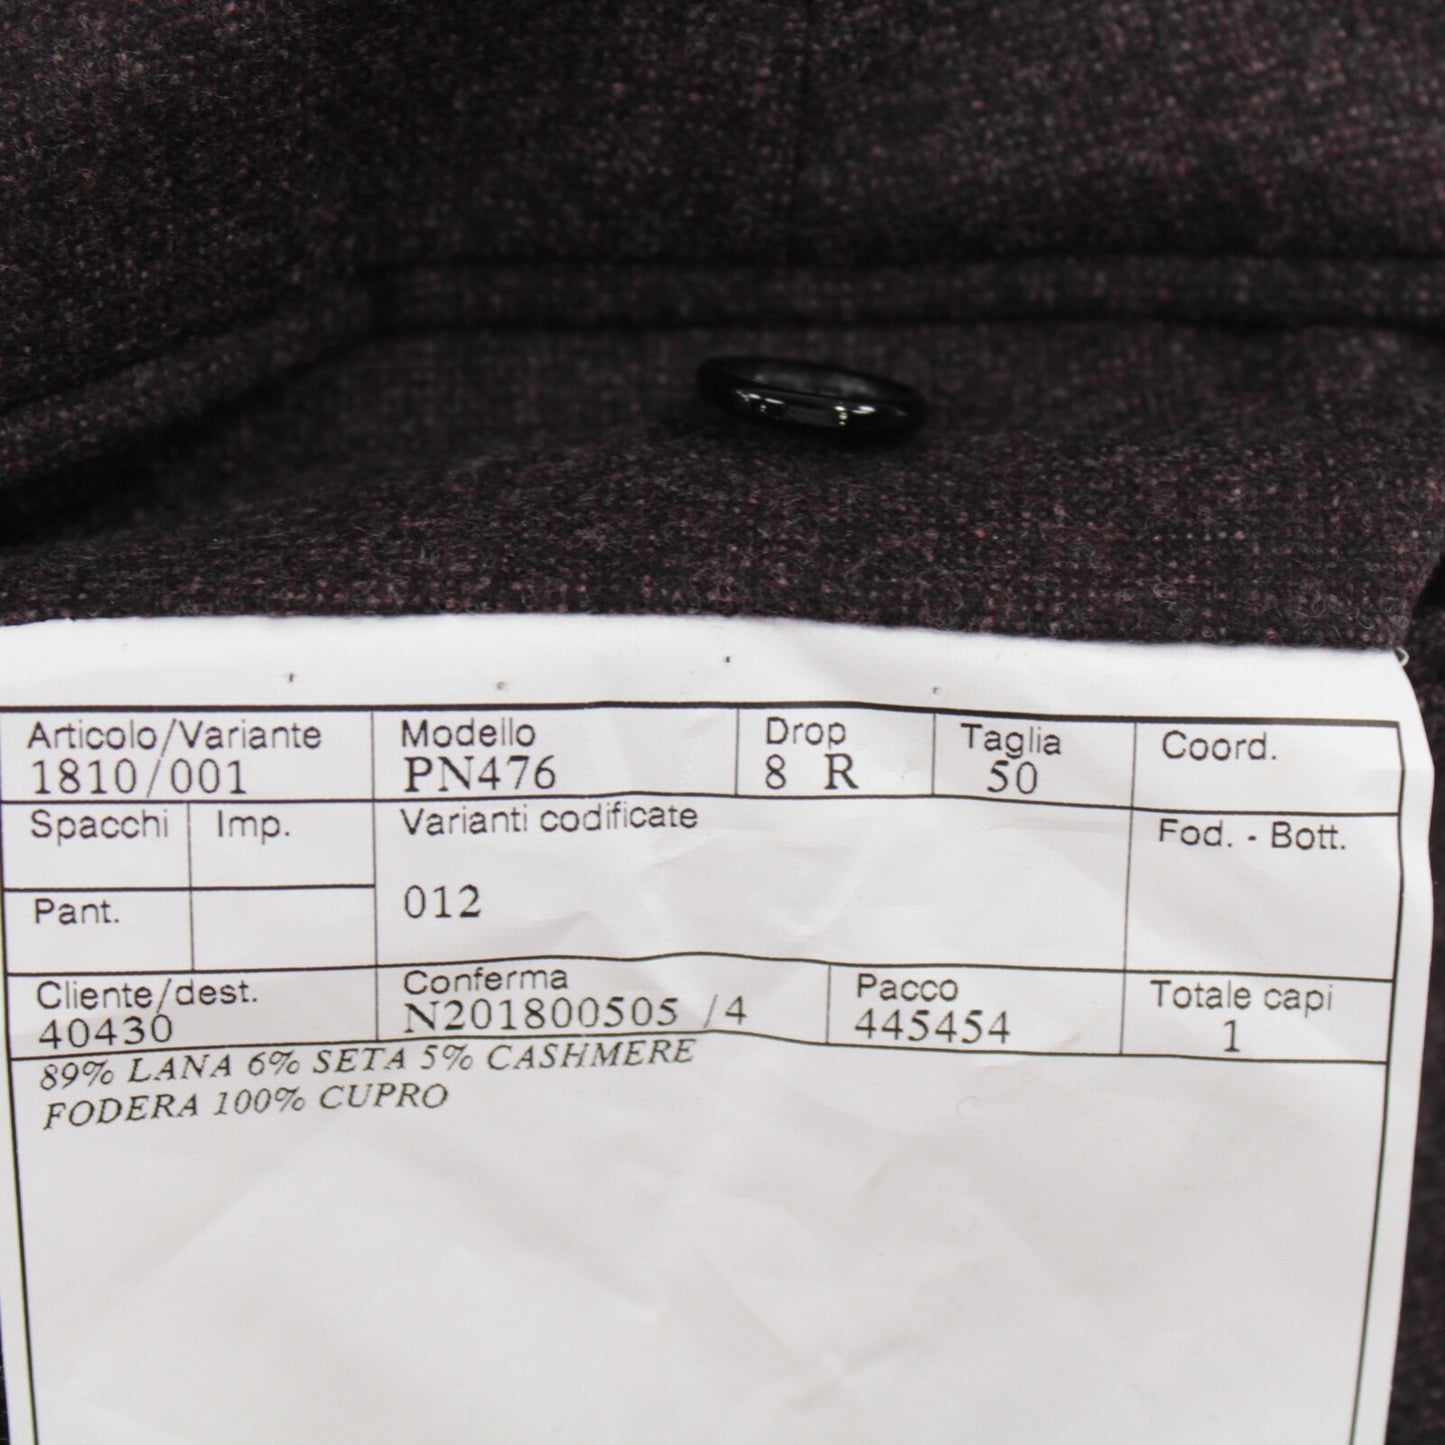 Articolo/Variante Modello Drop Taglia Coord.
1810/001 PN476 8 R 50
Spacchi Imp. Varianti codificate Fod. - Bott.
Pant. 012
Cliente/dest. Conferma Pacco Totale capi
40430 N201800505 /4 445454 1
89% LANA 6% SETA 5% CASHMERE
FODERA 100% CUPRO